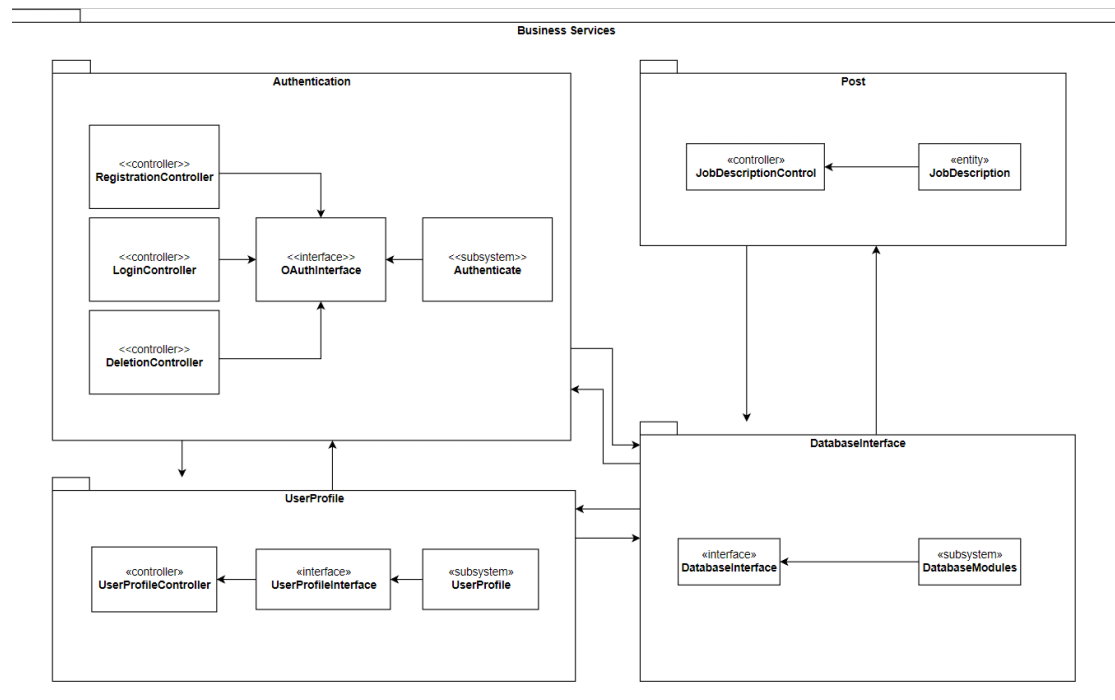 Business Services
Authentication
<<controller>>
RegistrationController
<<controller>>
LoginController
<<interface>>
OAuthInterface
<<subsystem>>
Authenticate
<<controller>>
DeletionController
Post
«controller»
JobDescriptionControl
«entity»
JobDescription
UserProfile
«controller»
UserProfileController
«interface»
UserProfileInterface
«subsystem»
UserProfile
DatabaseInterface
«interface»
DatabaseInterface
«subsystem»
DatabaseModules